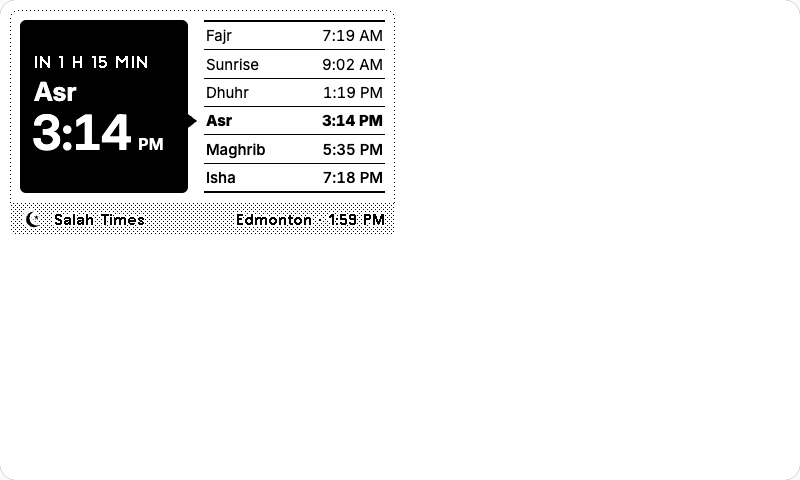 IN 1 H 15 MIN
Asr
3:14 PM
Fajr 7:19 AM
Sunrise 9:02 AM
Dhuhr 1:19 PM
Asr 3:14 PM
Maghrib 5:35 PM
Isha 7:18 PM
Salah Times
Edmonton · 1:59 PM